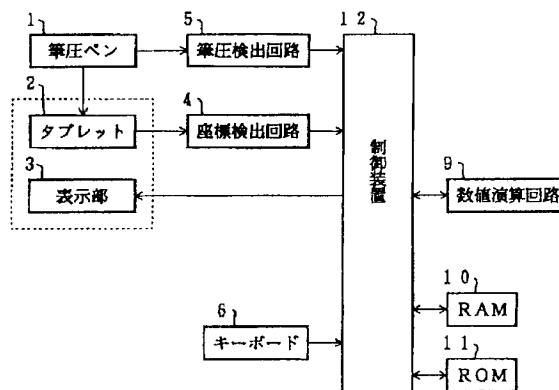 1
筆圧ペン
5
筆圧検出回路
12
制御装置
2
タブレット
4
座標検出回路
3
表示部
9
数値演算回路
10
RAM
6
キーボード
11
ROM